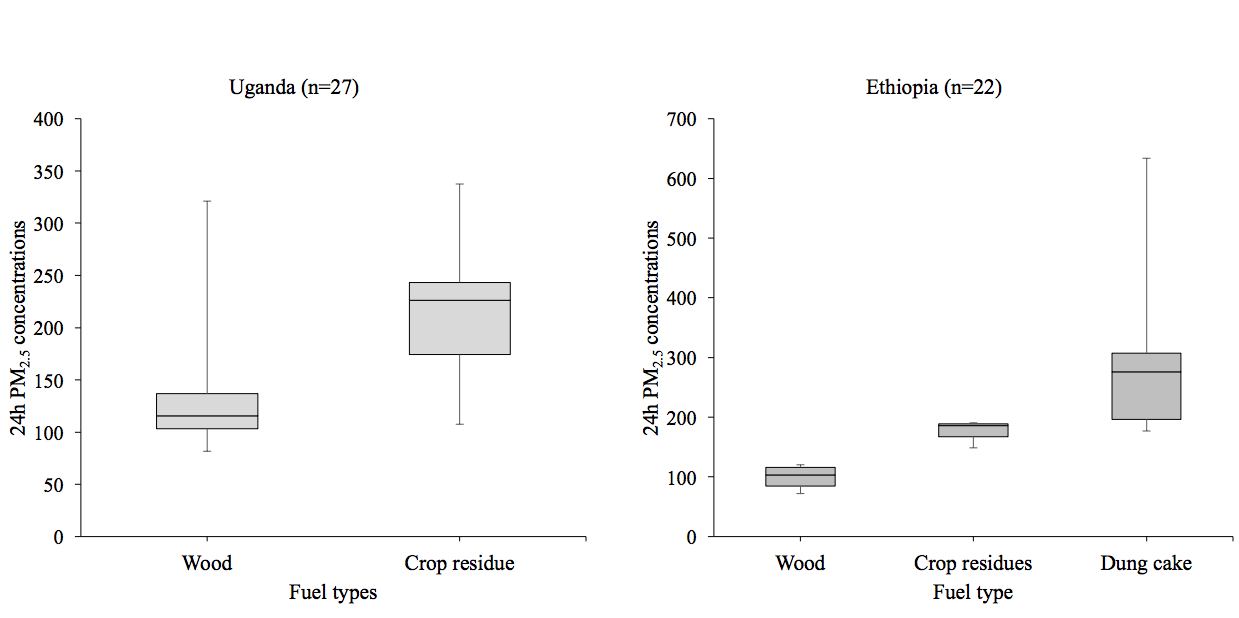 Uganda (n=27)
400
350
300
250
200
150
100
50
0
24h PM2.5 concentrations
Wood
Crop residue
Fuel types
Ethiopia (n=22)
700
600
500
400
300
200
100
0
24h PM2.5 concentrations
Wood
Crop residues
Dung cake
Fuel type